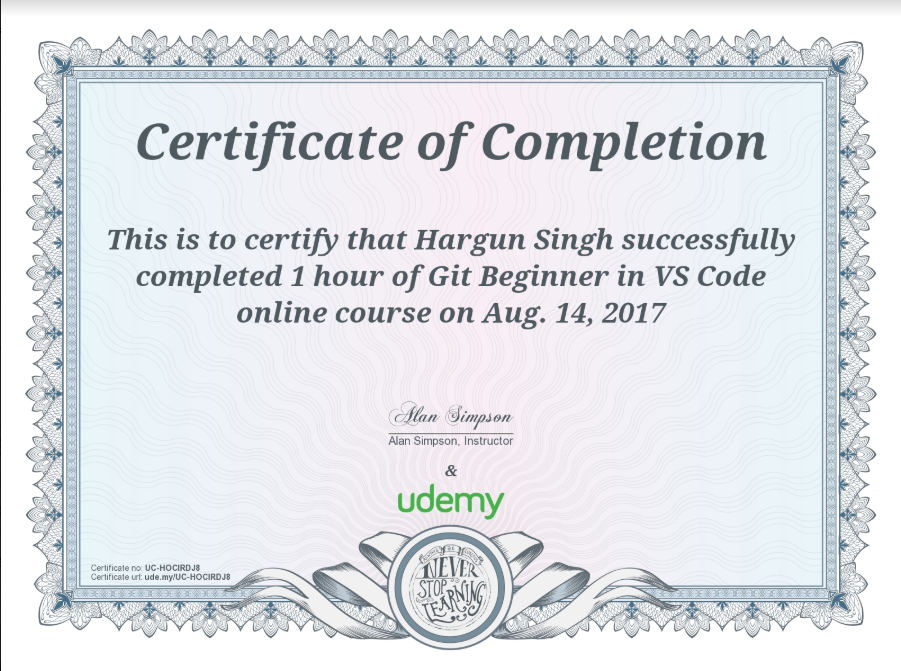 Certificate of Completion
This is to certify that Hargun Singh successfully
completed 1 hour of Git Beginner in VS Code
online course on Aug. 14, 2017
Alan Simpson
Alan Simpson, Instructor
&
udemy
Certificate no: UC-HOCIRDJ8
Certificate url: ude.my/UC-HOCIRDJ8
NEVER
STOP
LEARNING